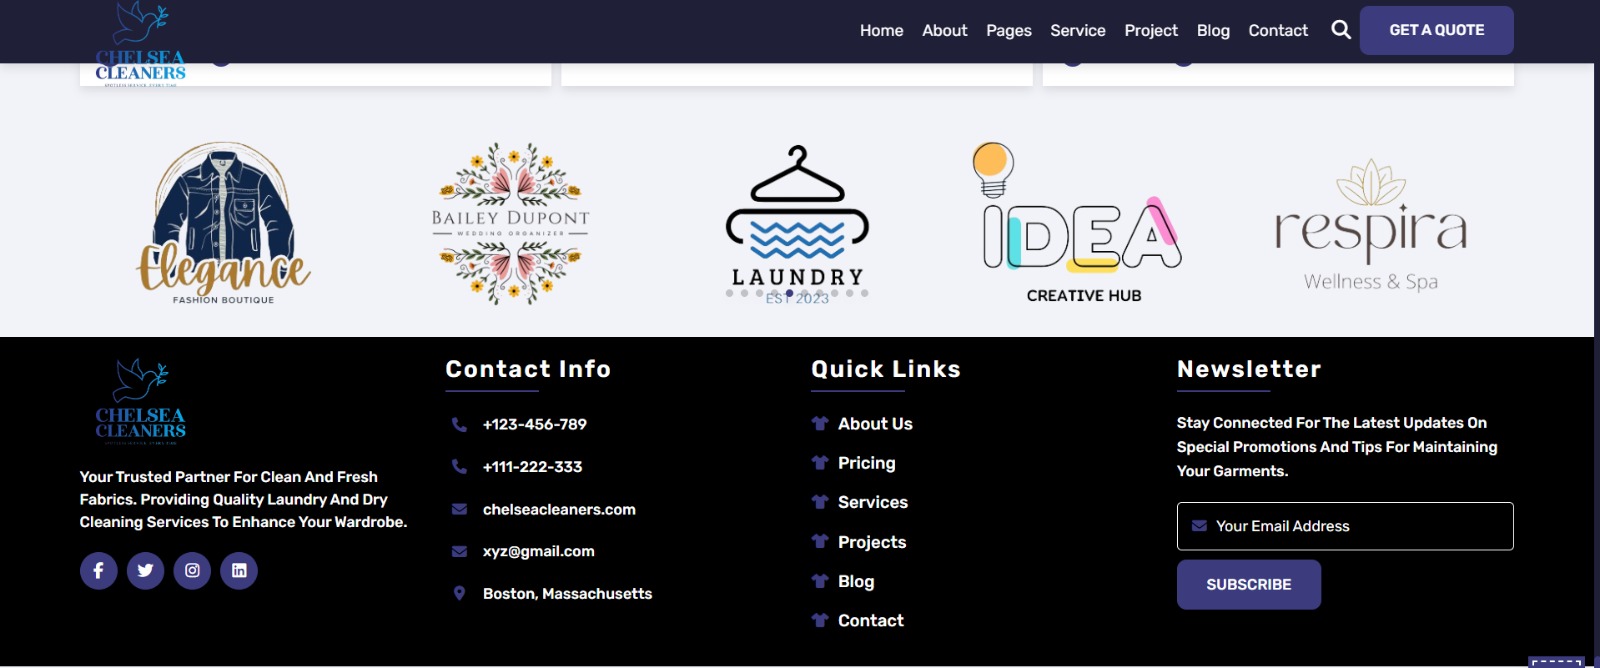 CHELSEA
CLEANERS
Home About Pages Service Project Blog Contact GET A QUOTE
Elegance
FASHION BOUTIQUE
BAILEY DUPONT
WEDDING ORGANIZER
LAUNDRY
EST 2023
IDEA
CREATIVE HUB
respira
Wellness & Spa
CHELSEA
CLEANERS
Your Trusted Partner For Clean And Fresh
Fabrics. Providing Quality Laundry And Dry
Cleaning Services To Enhance Your Wardrobe.
Contact Info
+123-456-789
+111-222-333
chelseacleaners.com
xyz@gmail.com
Boston, Massachusetts
Quick Links
About Us
Pricing
Services
Projects
Blog
Contact
Newsletter
Stay Connected For The Latest Updates On
Special Promotions And Tips For Maintaining
Your Garments.
Your Email Address
SUBSCRIBE